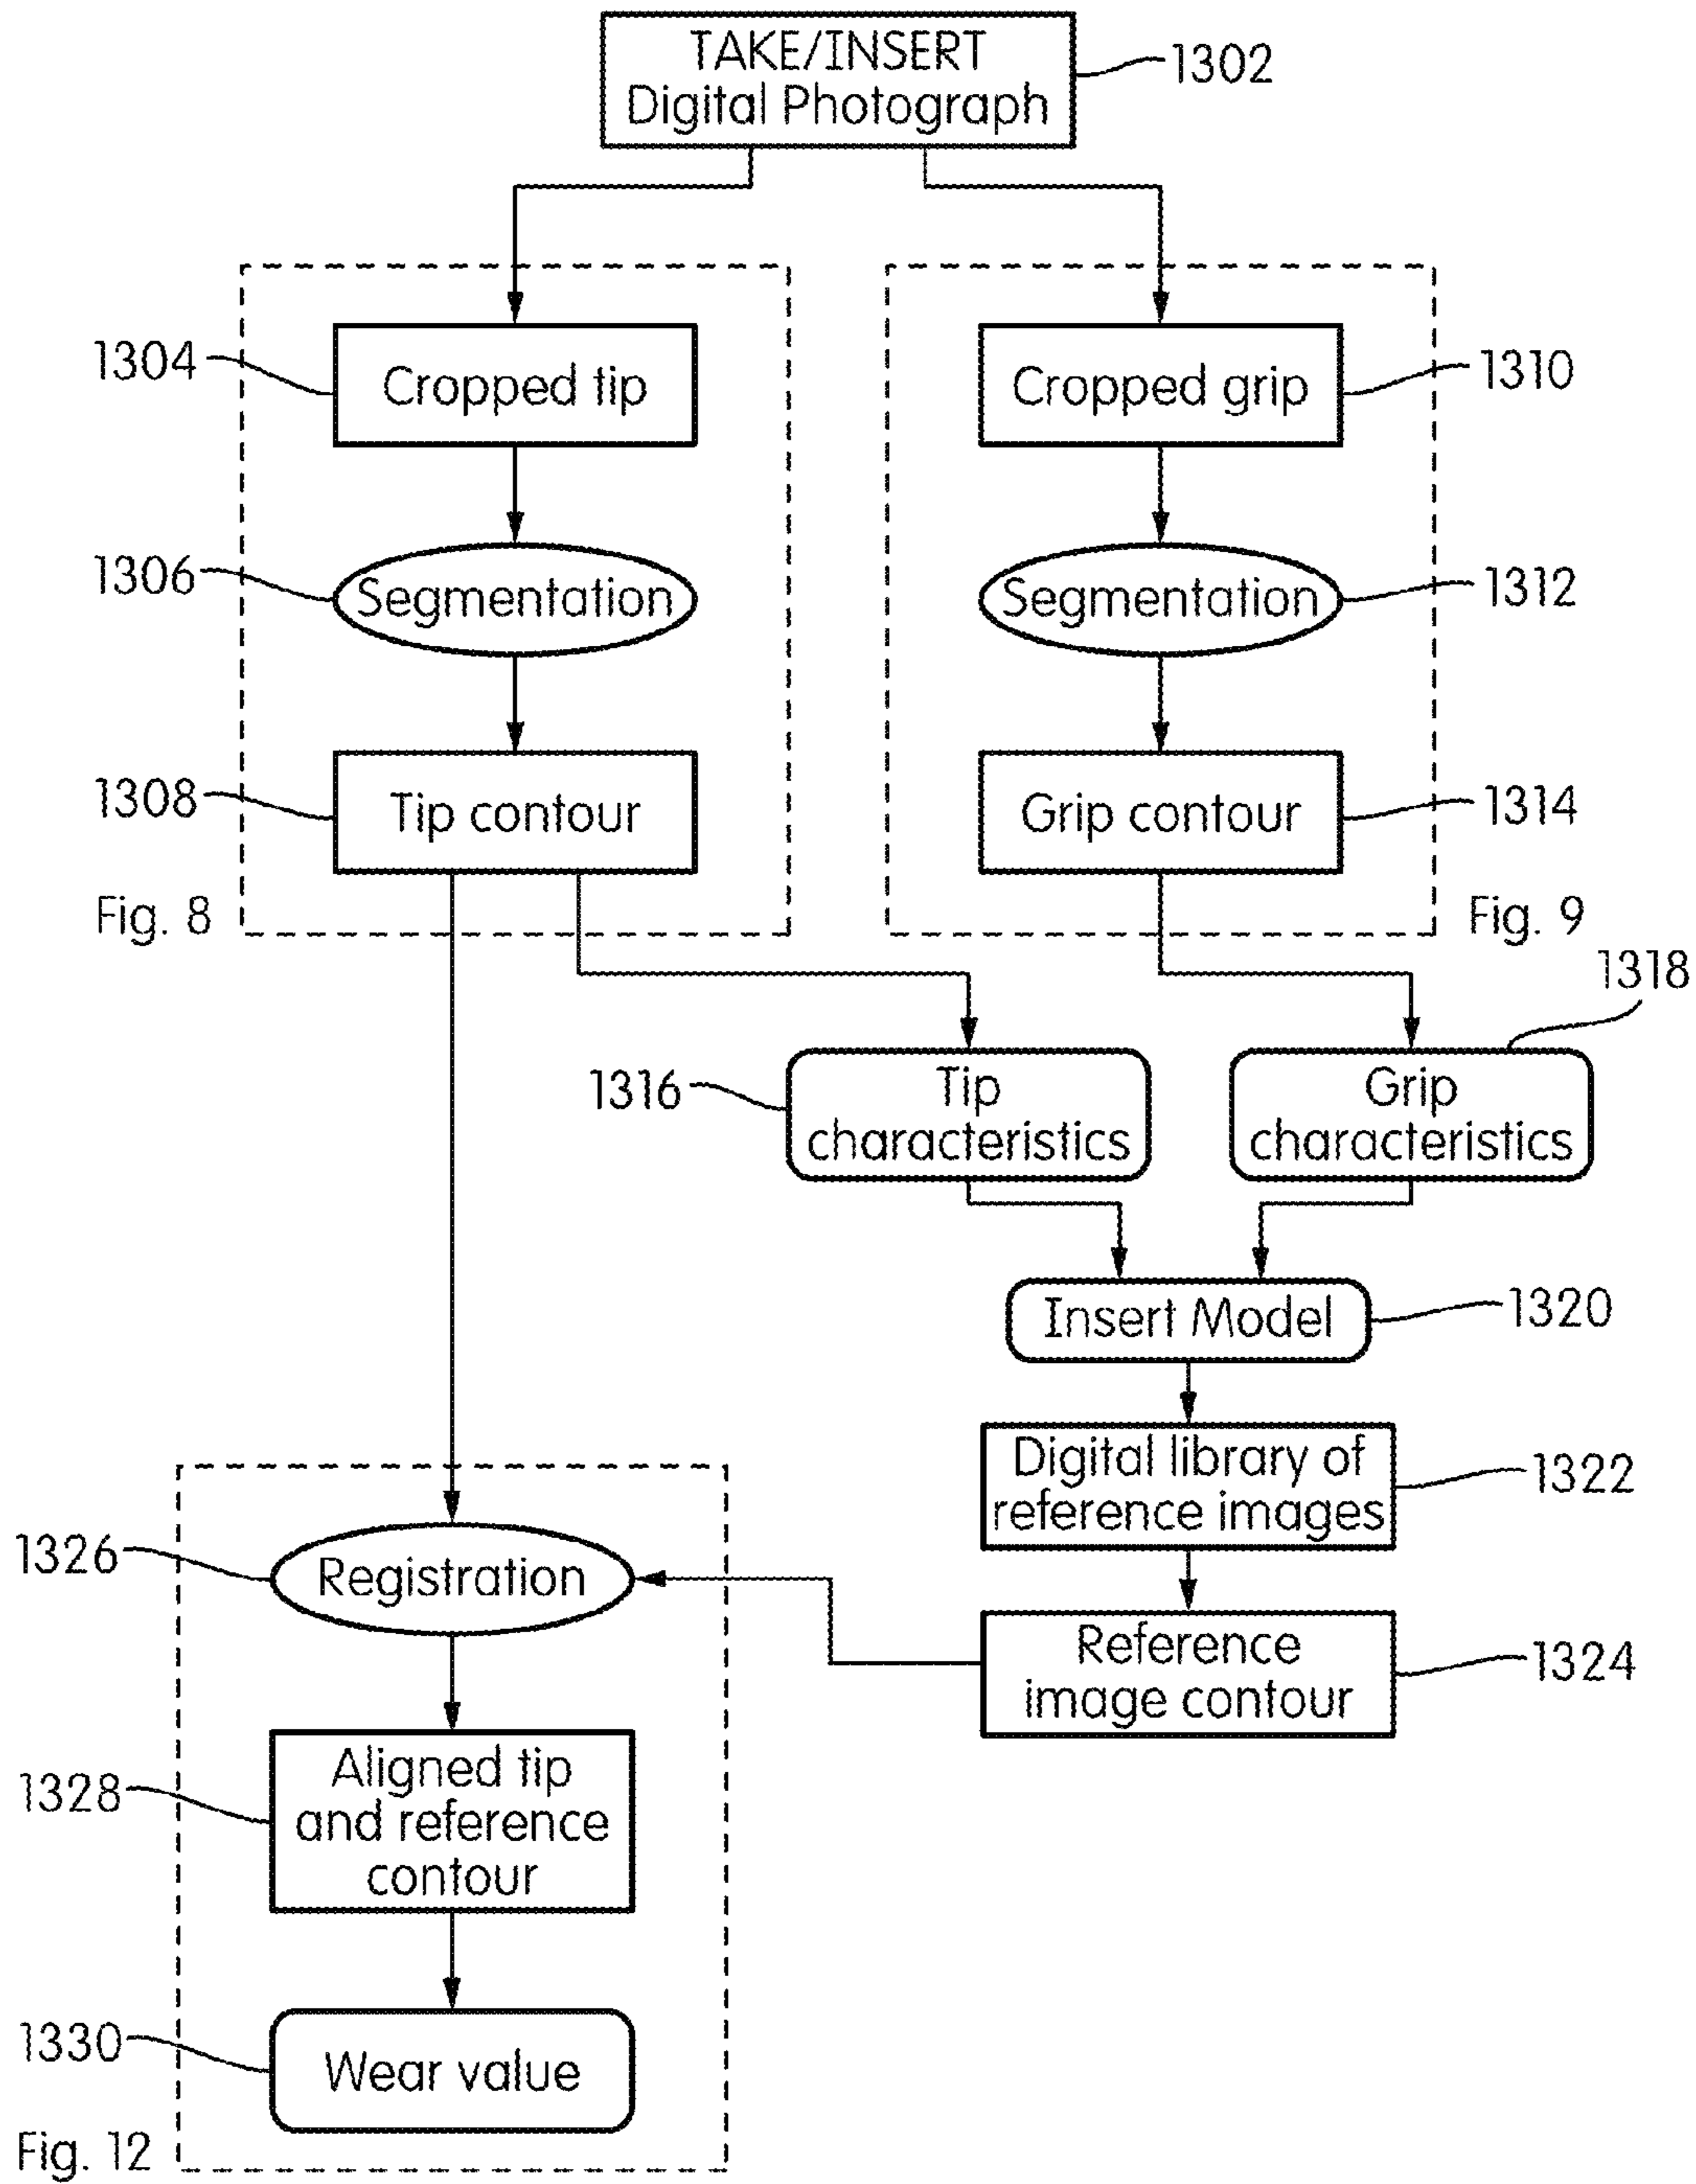 TAKE/INSERT
Digital Photograph
1302
1304
Cropped tip
Cropped grip
1310
1306
Segmentation
Segmentation
1312
1308
Tip contour
Grip contour
1314
Fig. 8
Fig. 9
1318
1316
Tip
characteristics
Grip
characteristics
Insert Model
1320
Digital library of
reference images
1322
1326
Registration
Reference
image contour
1324
1328
Aligned tip
and reference
contour
1330
Wear value
Fig. 12